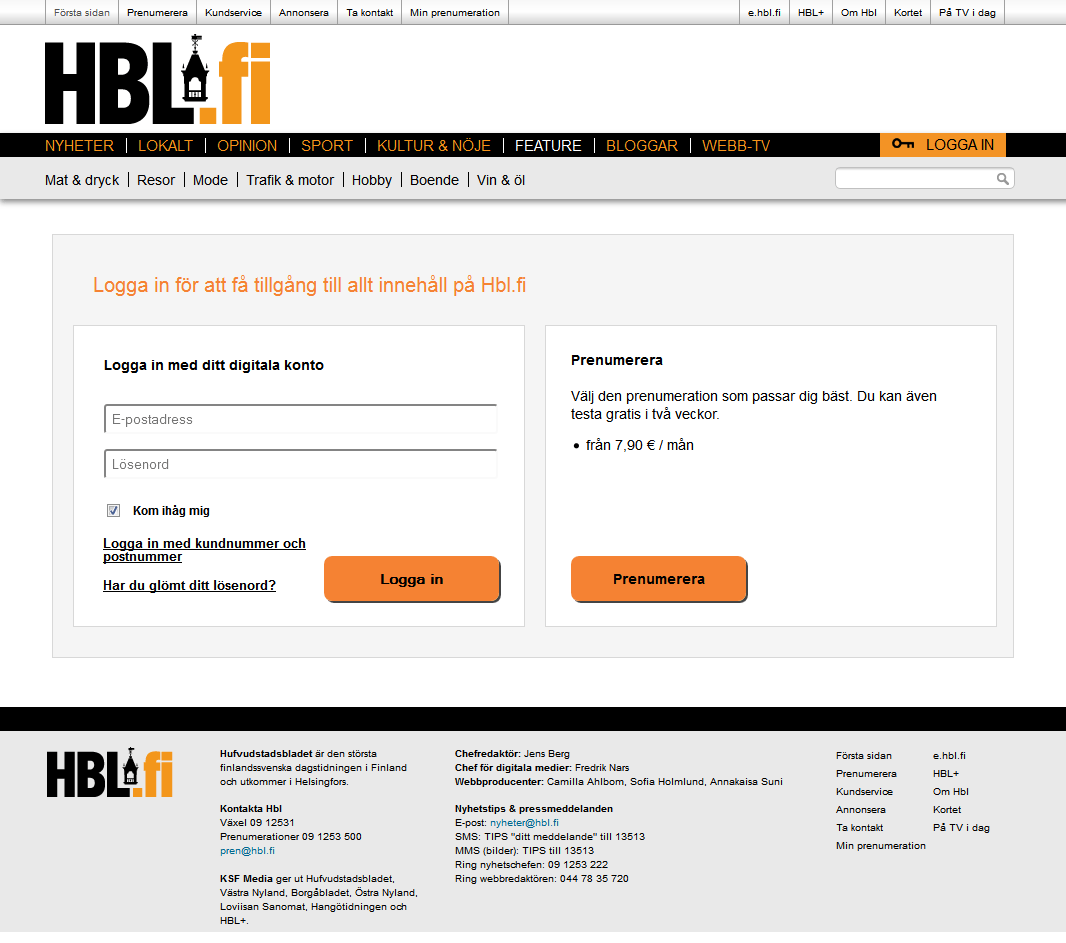 Första sidan Prenumerera Kundservice Annonsera Ta kontakt Min prenumeration e.hbl.fi HBL+ Om Hbl Kortet På TV i dag
HBL.fi
NYHETER LOKALT OPINION SPORT KULTUR & NÖJE FEATURE BLOGGAR WEBB-TV LOGGA IN
Mat & dryck Resor Mode Trafik & motor Hobby Boende Vin & öl
Logga in för att få tillgång till allt innehåll på Hbl.fi
Logga in med ditt digitala konto
E-postadress
Lösenord
Kom ihåg mig
Logga in med kundnummer och
postnummer
Har du glömt ditt lösenord?
Logga in
Prenumerera
Välj den prenumeration som passar dig bäst. Du kan även
testa gratis i två veckor.
• från 7,90 € / mån
Prenumerera
HBL.fi
Hufvudstadsbladet är den största
finlandssvenska dagstidningen i Finland
och utkommer i Helsingfors.
Kontakta Hbl
Växel 09 12531
Prenumerationer 09 1253 500
pren@hbl.fi
KSF Media ger ut Hufvudstadsbladet,
Västra Nyland, Borgåbladet, Östra Nyland,
Loviisan Sanomat, Hangötidningen och
HBL+.
Chefredaktör: Jens Berg
Chef för digitala medier: Fredrik Nars
Webbproducenter: Camilla Ahlbom, Sofia Holmlund, Annakaisa Suni
Nyhetstips & pressmeddelanden
E-post: nyheter@hbl.fi
SMS: TIPS "ditt meddelande" till 13513
MMS (bilder): TIPS till 13513
Ring nyhetschefen: 09 1253 222
Ring webbredaktören: 044 78 35 720
Första sidan
Prenumerera
Kundservice
Annonsera
Ta kontakt
Min prenumeration
e.hbl.fi
HBL+
Om Hbl
Kortet
På TV i dag